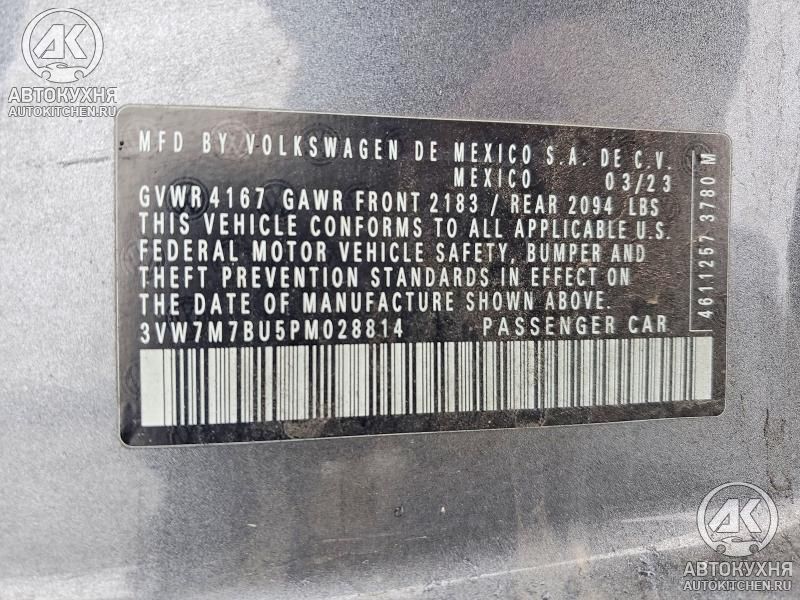 AK
АВТОКУХНЯ
AUTOKITCHEN.RU
MFD BY VOLKSWAGEN DE MEXICO S.A. DE C.V.
MEXICO 03/23
GVWR 4167 GAWR FRONT 2183 / REAR 2094 LBS
THIS VEHICLE CONFORMS TO ALL APPLICABLE U.S.
FEDERAL MOTOR VEHICLE SAFETY, BUMPER AND
THEFT PREVENTION STANDARDS IN EFFECT ON
THE DATE OF MANUFACTURE SHOWN ABOVE.
3VW7M7BU5PM028814 PASSENGER CAR
4611257 3780 M
AK
АВТОКУХНЯ
AUTOKITCHEN.RU